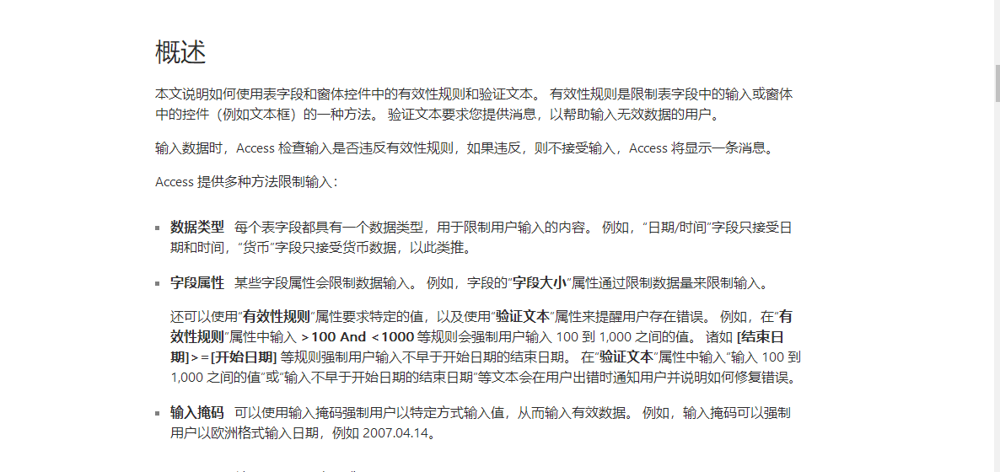 概述
本文说明如何使用表字段和窗体控件中的有效性规则和验证文本。 有效性规则是限制表字段中的输入或窗体
中的控件（例如文本框）的一种方法。 验证文本要求您提供消息，以帮助输入无效数据的用户。
输入数据时，Access 检查输入是否违反有效性规则，如果违反，则不接受输入，Access 将显示一条消息。
Access 提供多种方法限制输入：
数据类型 每个表字段都具有一个数据类型，用于限制用户输入的内容。 例如，“日期/时间”字段只接受日
期和时间，“货币”字段只接受货币数据，以此类推。
字段属性 某些字段属性会限制数据输入。 例如，字段的“字段大小”属性通过限制数据量来限制输入。
还可以使用“有效性规则”属性要求特定的值，以及使用“验证文本”属性来提醒用户存在错误。 例如，在“有
效性规则”属性中输入 >100 And <1000 等规则会强制用户输入 100 到 1,000 之间的值。 诸如 [结束日
期]>=[开始日期] 等规则强制用户输入不早于开始日期的结束日期。 在“验证文本”属性中输入“输入 100 到
1,000 之间的值”或“输入不早于开始日期的结束日期”等文本会在用户出错时通知用户并说明如何修复错误。
输入掩码 可以使用输入掩码强制用户以特定方式输入值，从而输入有效数据。 例如，输入掩码可以强制
用户以欧洲格式输入日期，例如 2007.04.14。